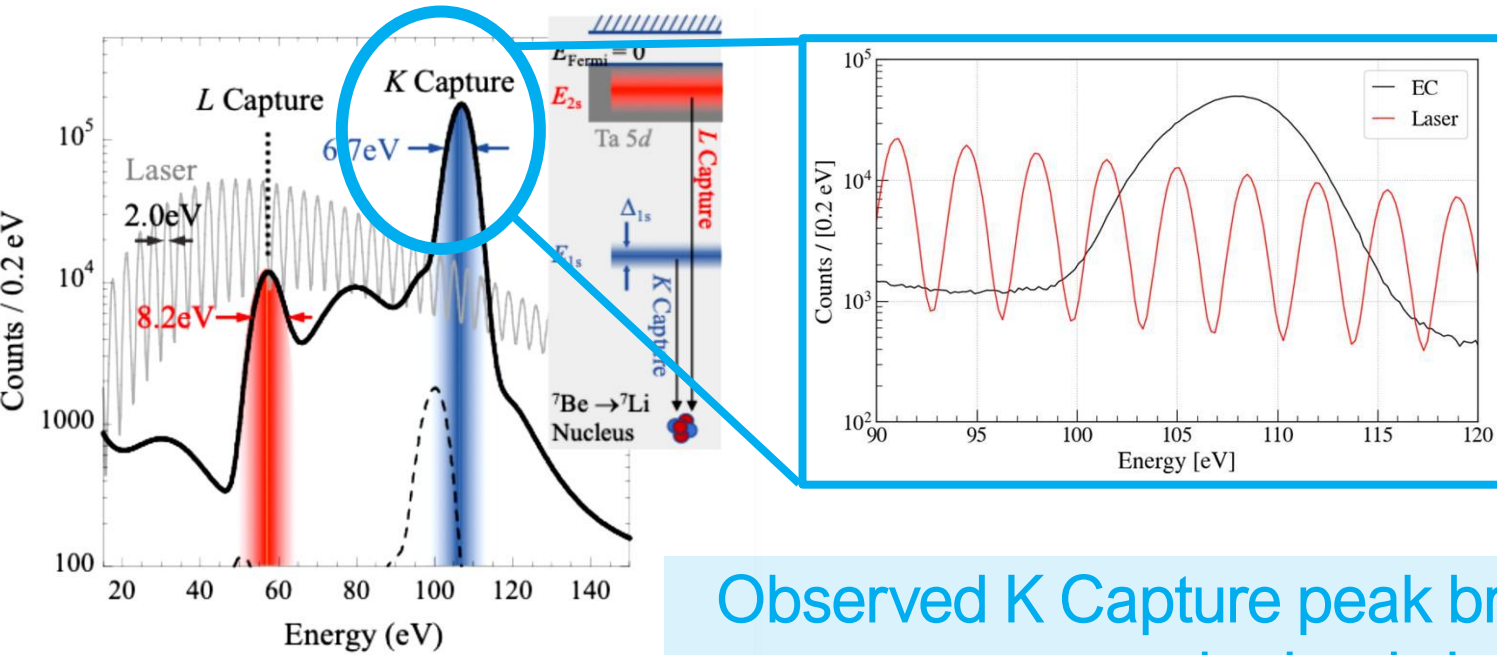 L Capture
K Capture
Laser
2.0eV
8.2eV
6.7eV
10⁵
10⁴
1000
100
20 40 60 80 100 120 140
Counts / 0.2 eV
Energy (eV)
E_Fermi = 0
E_2s
Ta 5d
L Capture
Δ_1s
E_1s
K Capture
⁷Be →⁷Li
Nucleus
EC
Laser
10⁵
10⁴
10³
10²
90 95 100 105 110 115 120
Counts / [0.2 eV]
Energy [eV]
Observed K Capture peak br